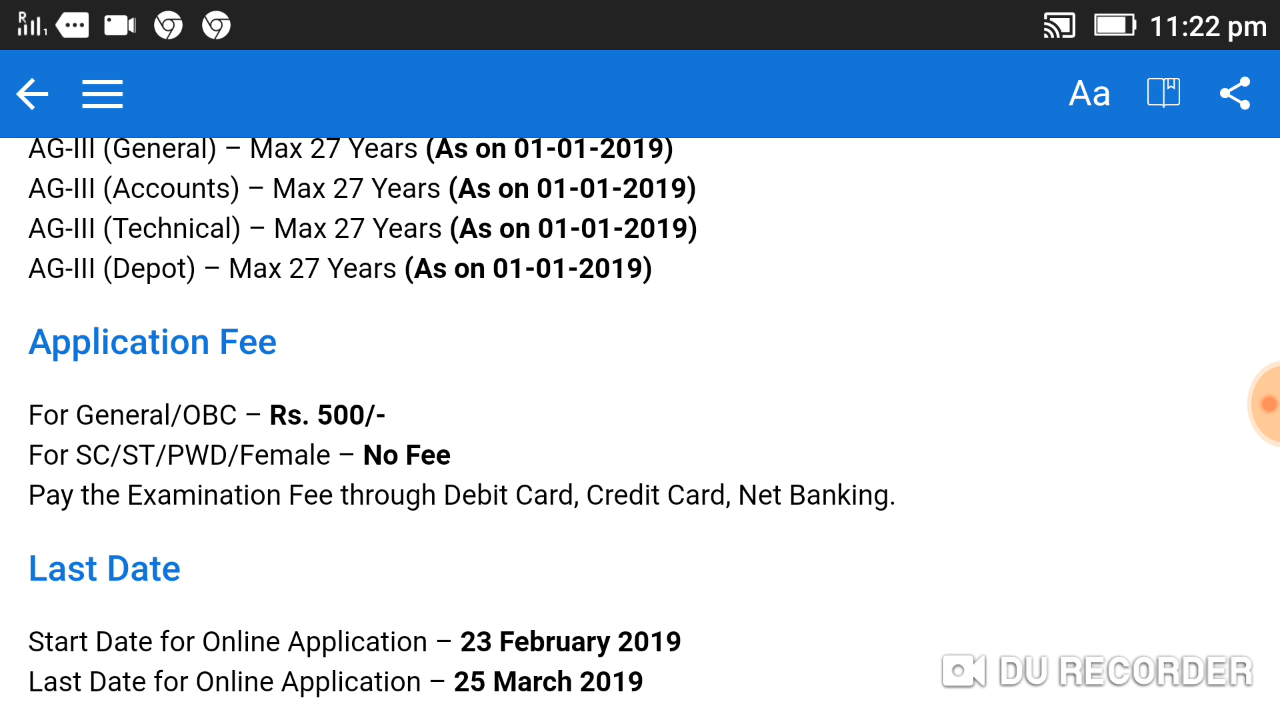 R 1 11:22 pm
Aa
AG-III (General) – Max 27 Years (As on 01-01-2019)
AG-III (Accounts) – Max 27 Years (As on 01-01-2019)
AG-III (Technical) – Max 27 Years (As on 01-01-2019)
AG-III (Depot) – Max 27 Years (As on 01-01-2019)
Application Fee
For General/OBC – Rs. 500/-
For SC/ST/PWD/Female – No Fee
Pay the Examination Fee through Debit Card, Credit Card, Net Banking.
Last Date
Start Date for Online Application – 23 February 2019
Last Date for Online Application – 25 March 2019
DU RECORDER